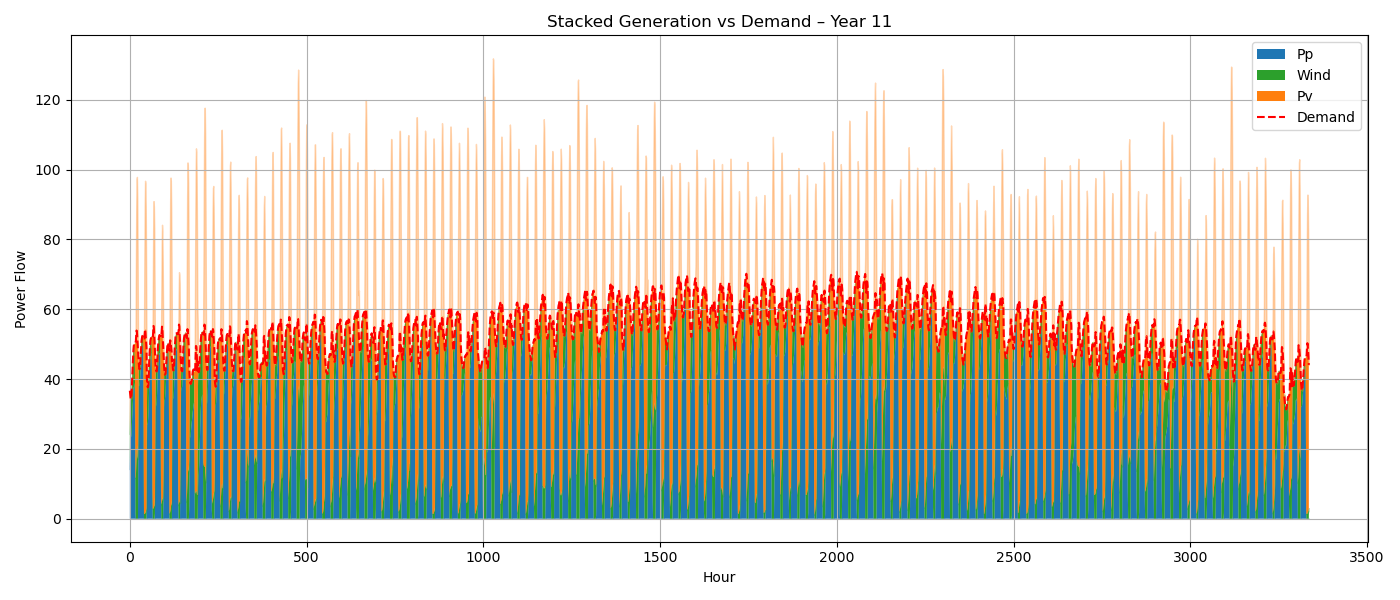 Stacked Generation vs Demand – Year 11
Pp
Wind
Pv
Demand
Power Flow
120
100
80
60
40
20
0
0 500 1000 1500 2000 2500 3000 3500
Hour